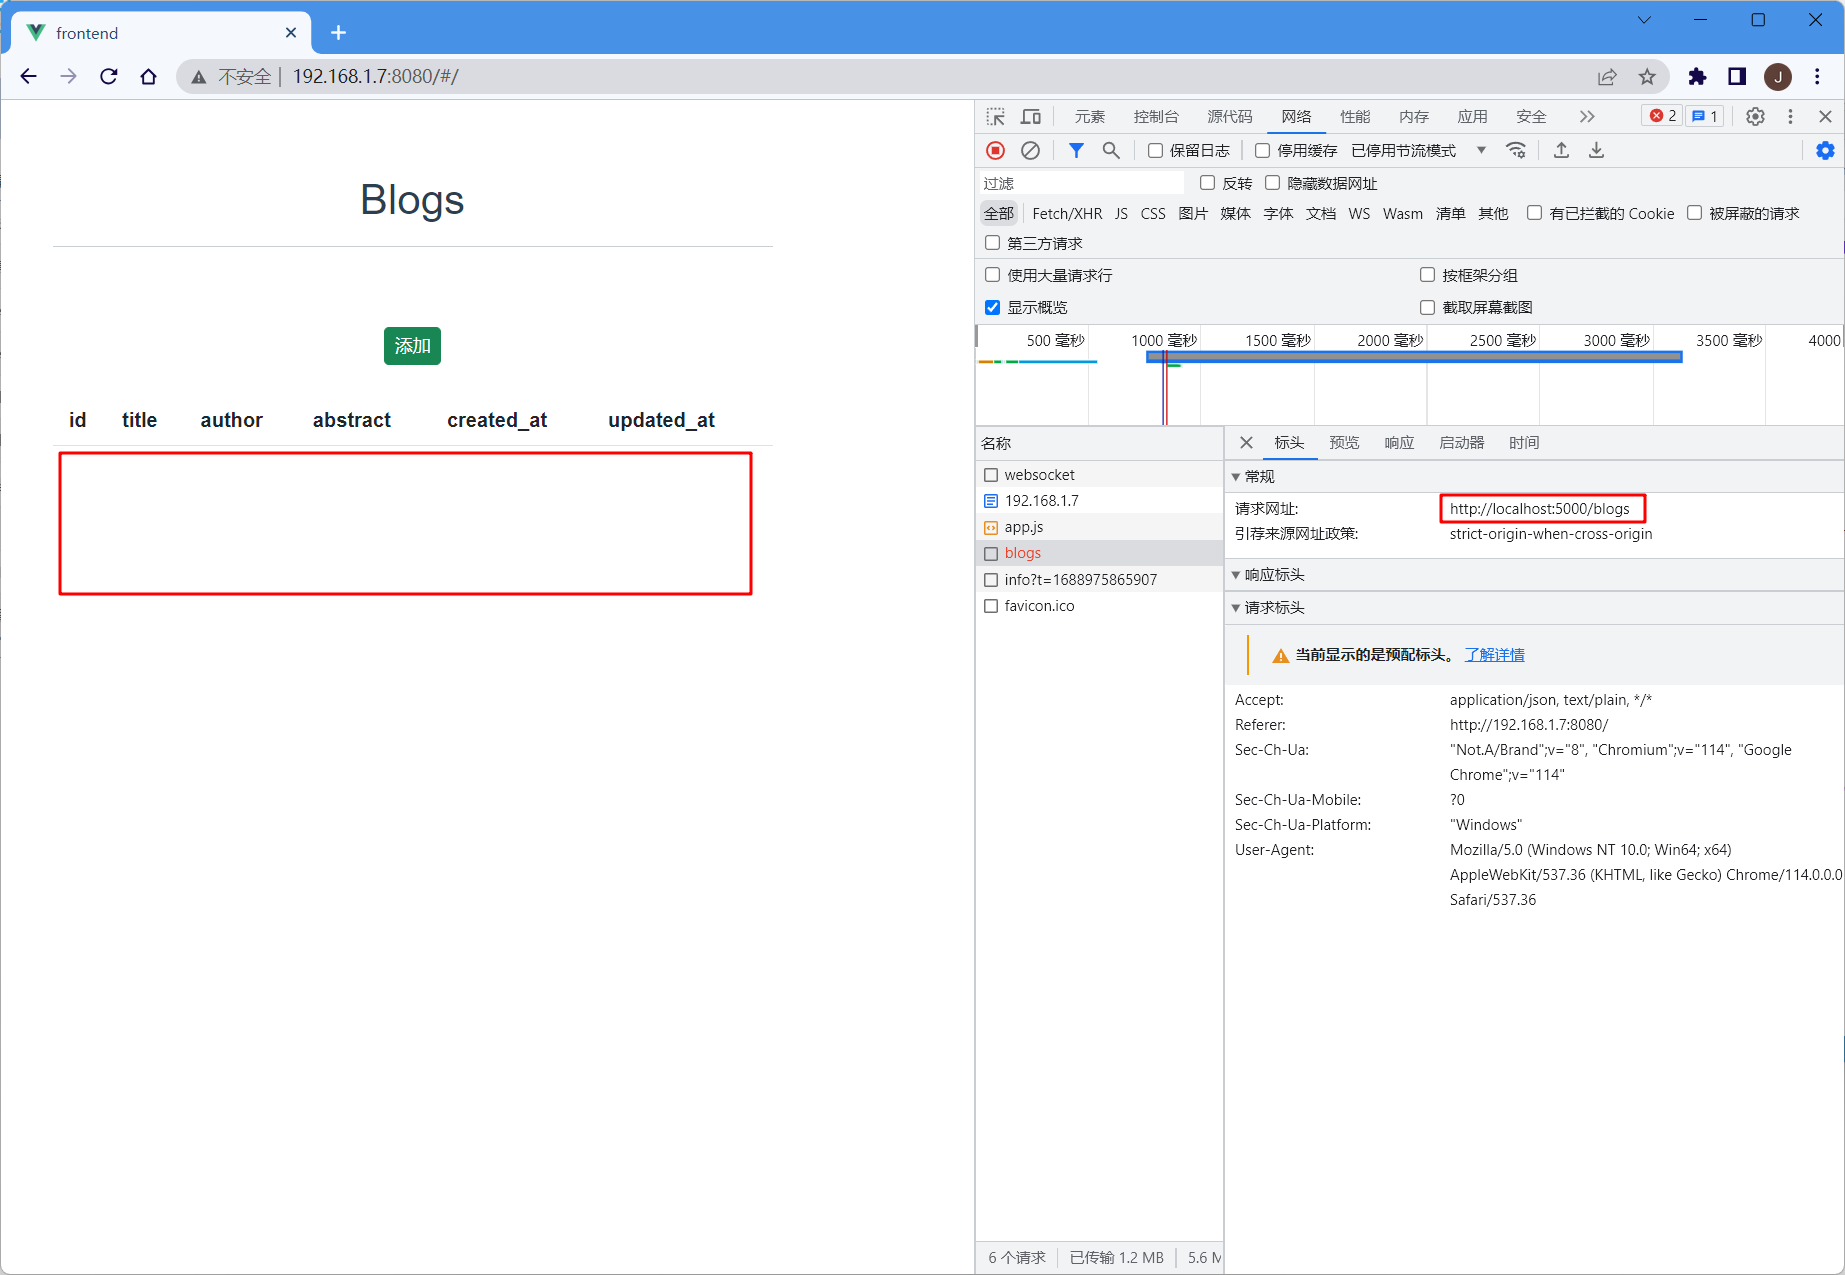 frontend
不安全 192.168.1.7:8080/#/
J
Blogs
添加
id title author abstract created_at updated_at
元素 控制台 源代码 网络 性能 内存 应用 安全 2 1
保留日志 停用缓存 已停用节流模式
过滤 反转 隐藏数据网址
全部 Fetch/XHR JS CSS 图片 媒体 字体 文档 WS Wasm 清单 其他 有已拦截的 Cookie 被屏蔽的请求
第三方请求
使用大量请求行 按框架分组
显示概览 截取屏幕截图
500 毫秒 1000 毫秒 1500 毫秒 2000 毫秒 2500 毫秒 3000 毫秒 3500 毫秒 4000
名称
websocket
192.168.1.7
app.js
blogs
info?t=1688975865907
favicon.ico
6 个请求 已传输 1.2 MB 5.6 M
标头 预览 响应 启动器 时间
常规
请求网址: http://localhost:5000/blogs
引荐来源网址政策: strict-origin-when-cross-origin
响应标头
请求标头
当前显示的是预配标头。 了解详情
Accept: application/json, text/plain, */*
Referer: http://192.168.1.7:8080/
Sec-Ch-Ua: "Not.A/Brand";v="8", "Chromium";v="114", "Google
Chrome";v="114"
Sec-Ch-Ua-Mobile: ?0
Sec-Ch-Ua-Platform: "Windows"
User-Agent: Mozilla/5.0 (Windows NT 10.0; Win64; x64)
AppleWebKit/537.36 (KHTML, like Gecko) Chrome/114.0.0.0
Safari/537.36